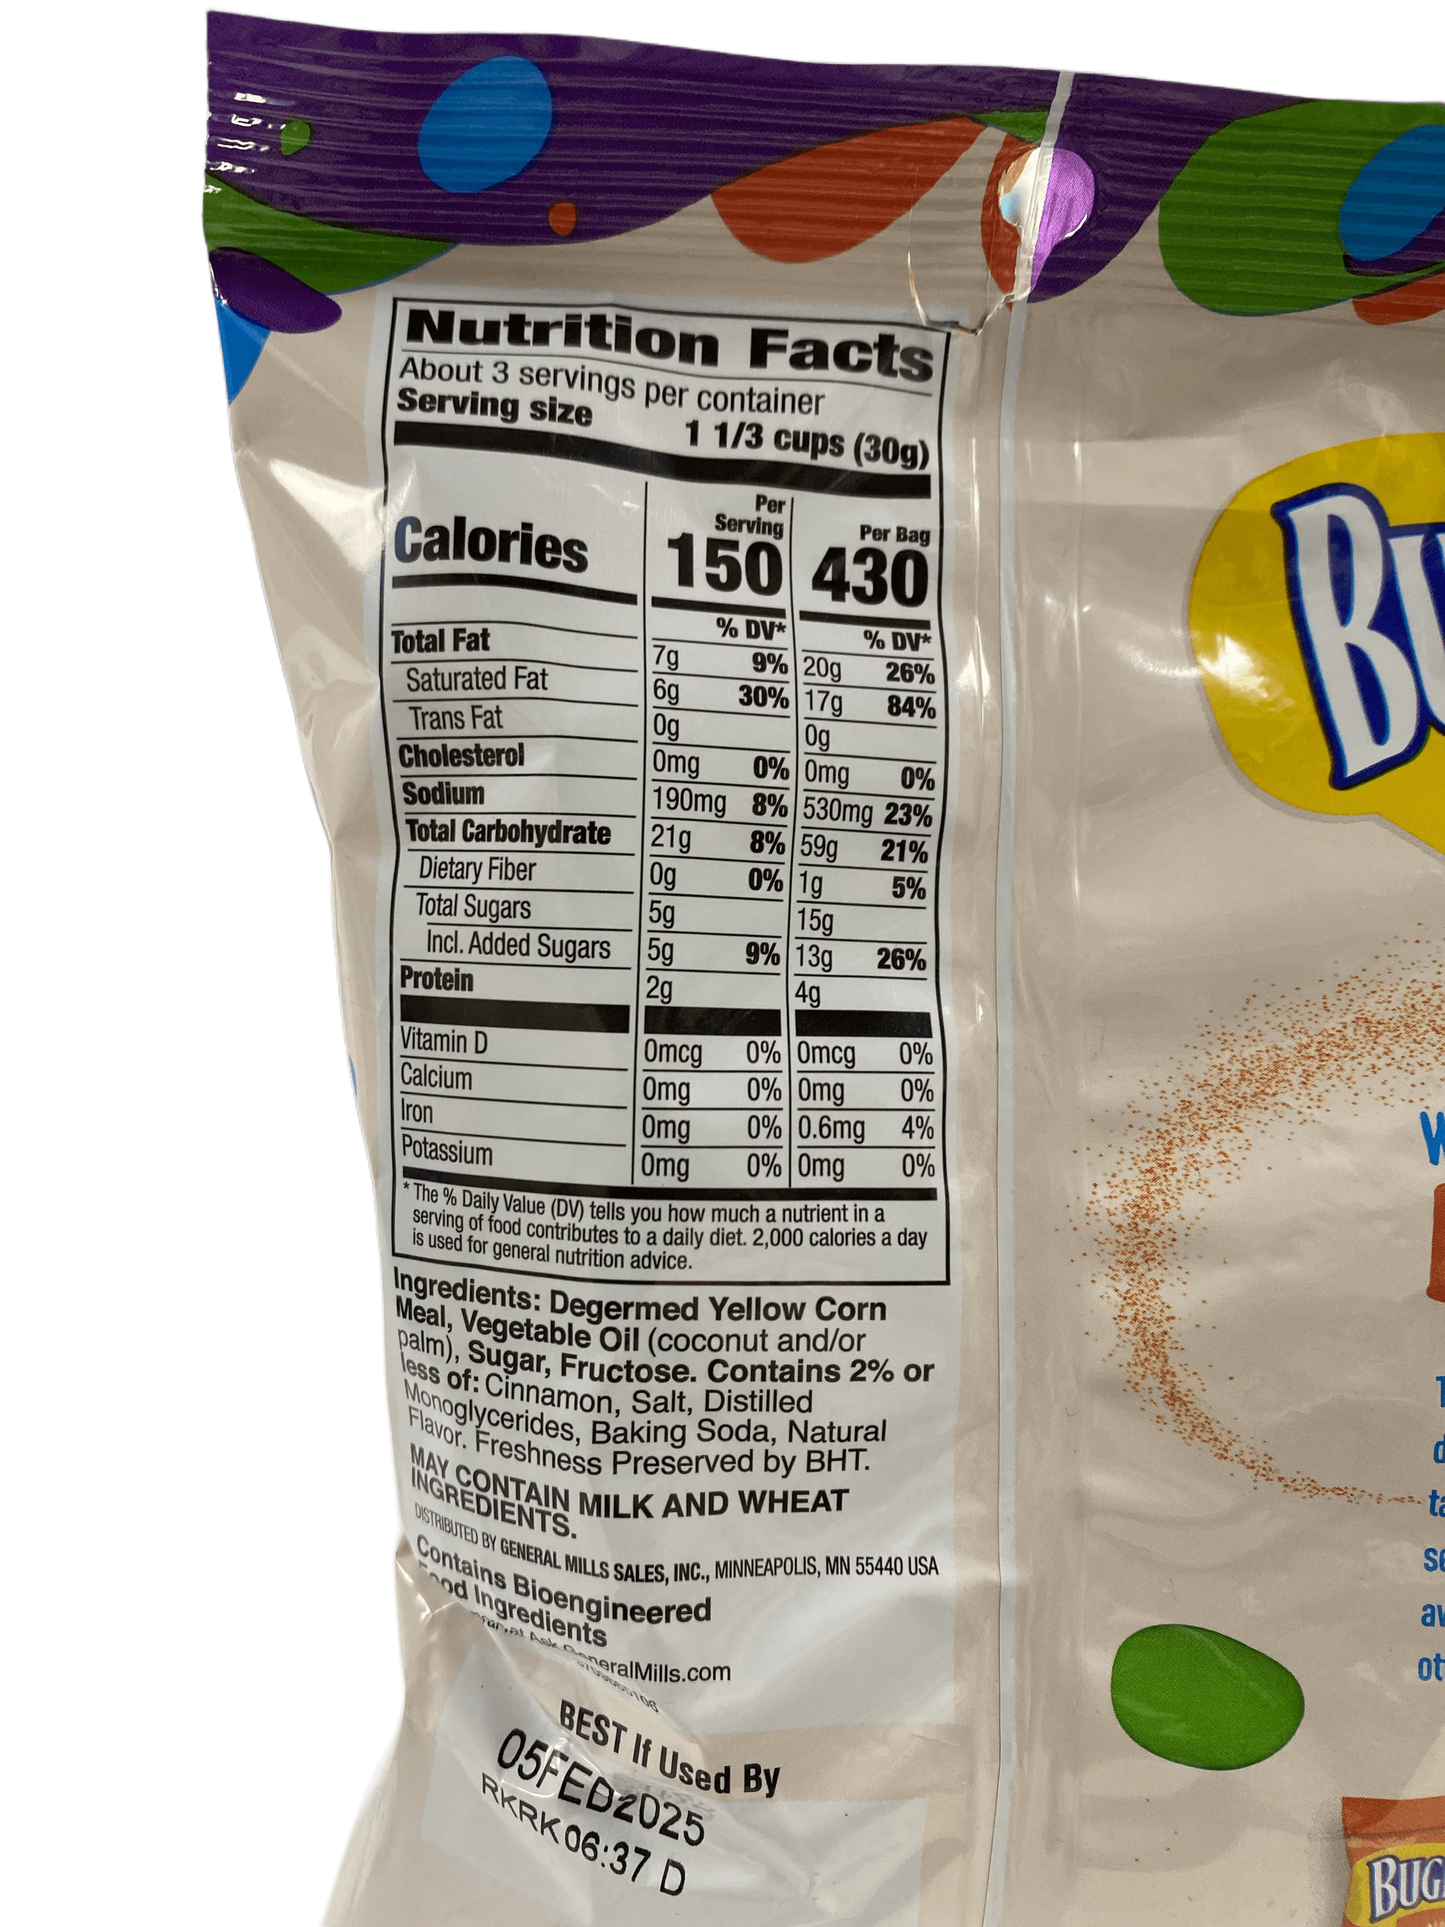 Nutrition Facts
About 3 servings per container
Serving size 1 1/3 cups (30g)
Per Serving Per Bag
Calories 150 430
% DV* % DV*
Total Fat 7g 9% 20g 26%
Saturated Fat 6g 30% 17g 84%
Trans Fat 0g 0g
Cholesterol 0mg 0% 0mg 0%
Sodium 190mg 8% 530mg 23%
Total Carbohydrate 21g 8% 59g 21%
Dietary Fiber 0g 0% 1g 5%
Total Sugars 5g 15g
Incl. Added Sugars 5g 9% 13g 26%
Protein 2g 4g
Vitamin D 0mcg 0% 0mcg 0%
Calcium 0mg 0% 0mg 0%
Iron 0mg 0% 0.6mg 4%
Potassium 0mg 0% 0mg 0%
* The % Daily Value (DV) tells you how much a nutrient in a
serving of food contributes to a daily diet. 2,000 calories a day
is used for general nutrition advice.
Ingredients: Degermed Yellow Corn
Meal, Vegetable Oil (coconut and/or
palm), Sugar, Fructose. Contains 2% or
less of: Cinnamon, Salt, Distilled
Monoglycerides, Baking Soda, Natural
Flavor. Freshness Preserved by BHT.
MAY CONTAIN MILK AND WHEAT
INGREDIENTS.
DISTRIBUTED BY GENERAL MILLS SALES, INC., MINNEAPOLIS, MN 55440 USA
Contains Bioengineered
Food Ingredients
at Ask.GeneralMills.com
BEST If Used By
05FEB2025
RKRK06:37 D
BU
BUG